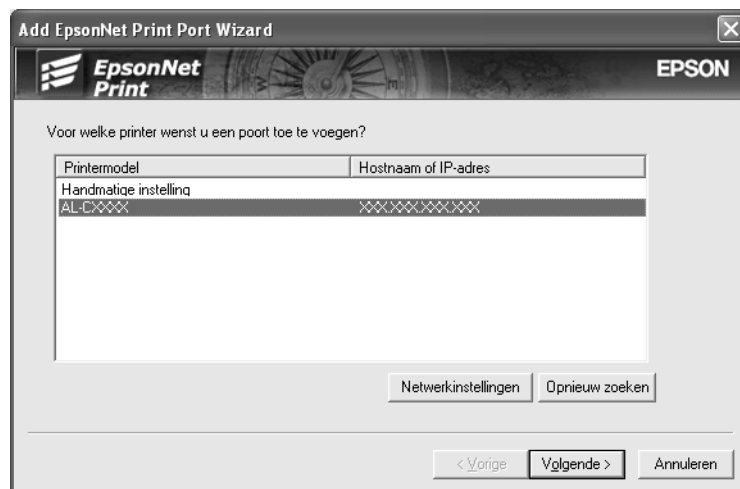 Add EpsonNet Print Port Wizard
EpsonNet
Print
EPSON
Voor welke printer wenst u een poort toe te voegen?
Printermodel Hostnaam of IP-adres
Handmatige instelling
AL-CXXXX XXX.XXX.XXX.XXX
Netwerkinstellingen Opnieuw zoeken
< Vorige Volgende > Annuleren